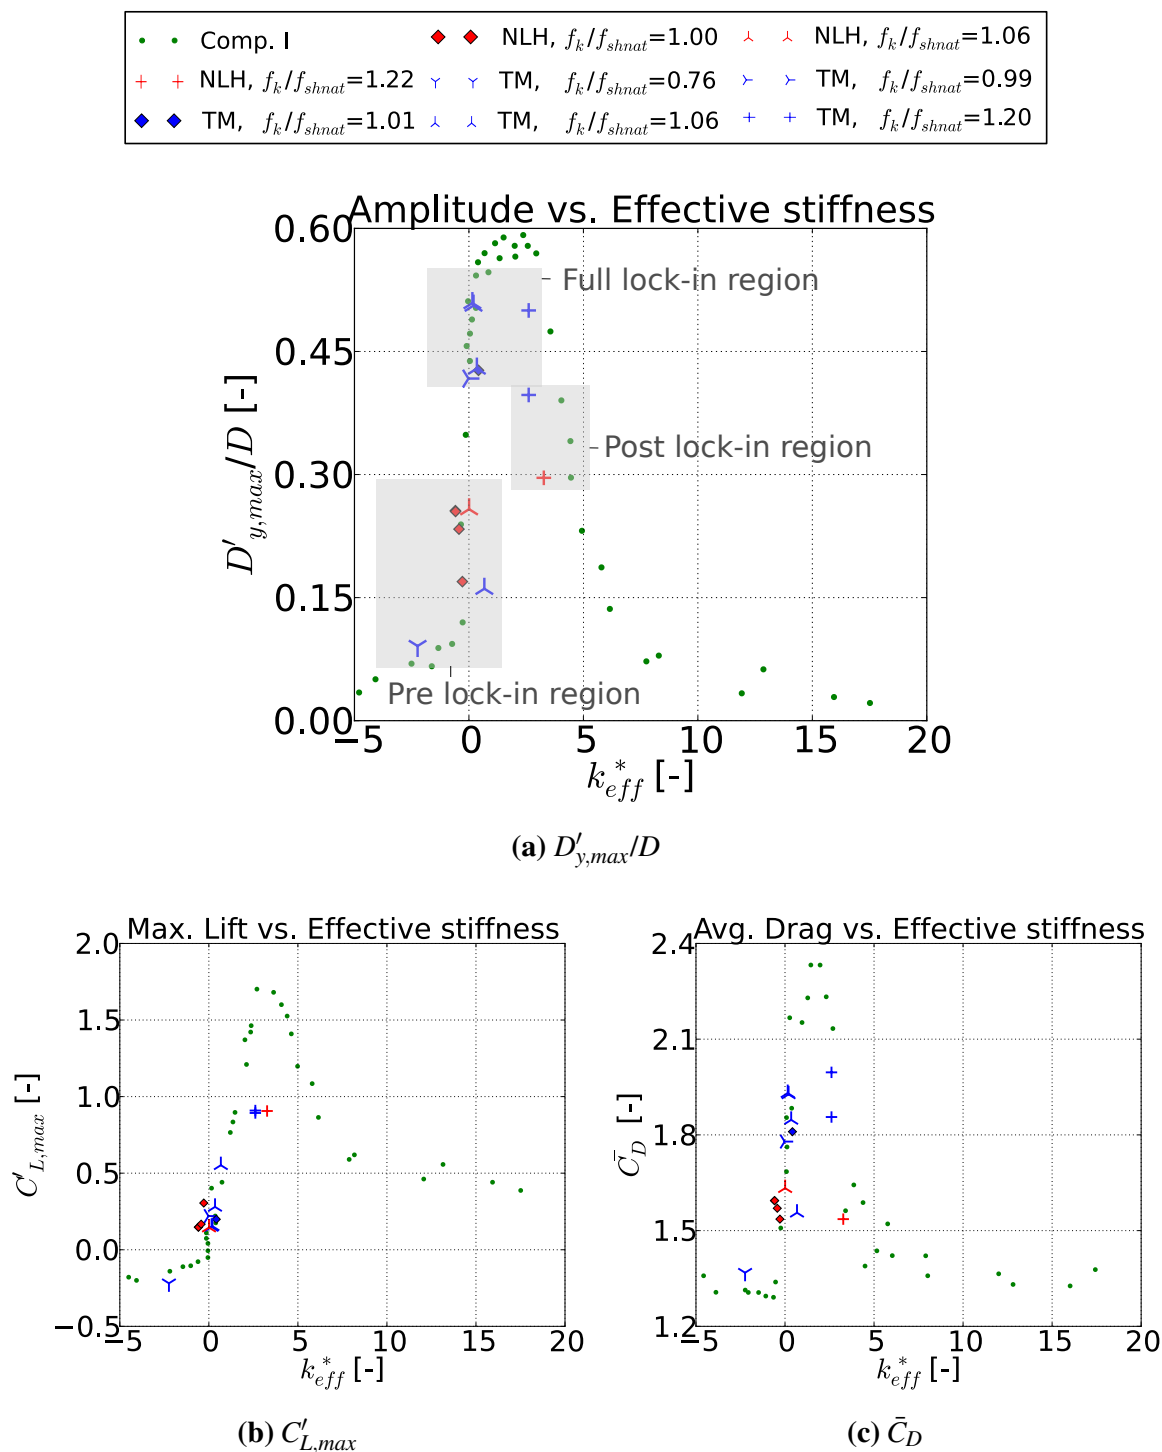 Comp. I NLH, f_k/f_shnat=1.00 NLH, f_k/f_shnat=1.06
NLH, f_k/f_shnat=1.22 TM, f_k/f_shnat=0.76 TM, f_k/f_shnat=0.99
TM, f_k/f_shnat=1.01 TM, f_k/f_shnat=1.06 TM, f_k/f_shnat=1.20
Amplitude vs. Effective stiffness
0.60
0.45
0.30
0.15
0.00
D'_y,max/D [-]
Full lock-in region
Post lock-in region
Pre lock-in region
−5 0 5 10 15 20
k*_eff [-]
(a) D′_y,max/D
Max. Lift vs. Effective stiffness
2.0
1.5
1.0
0.5
0.0
−0.5
C'_L,max [-]
−5 0 5 10 15 20
k*_eff [-]
(b) C′_L,max
Avg. Drag vs. Effective stiffness
2.4
2.1
1.8
1.5
1.2
C̄_D [-]
−5 0 5 10 15 20
k*_eff [-]
(c) C̄_D